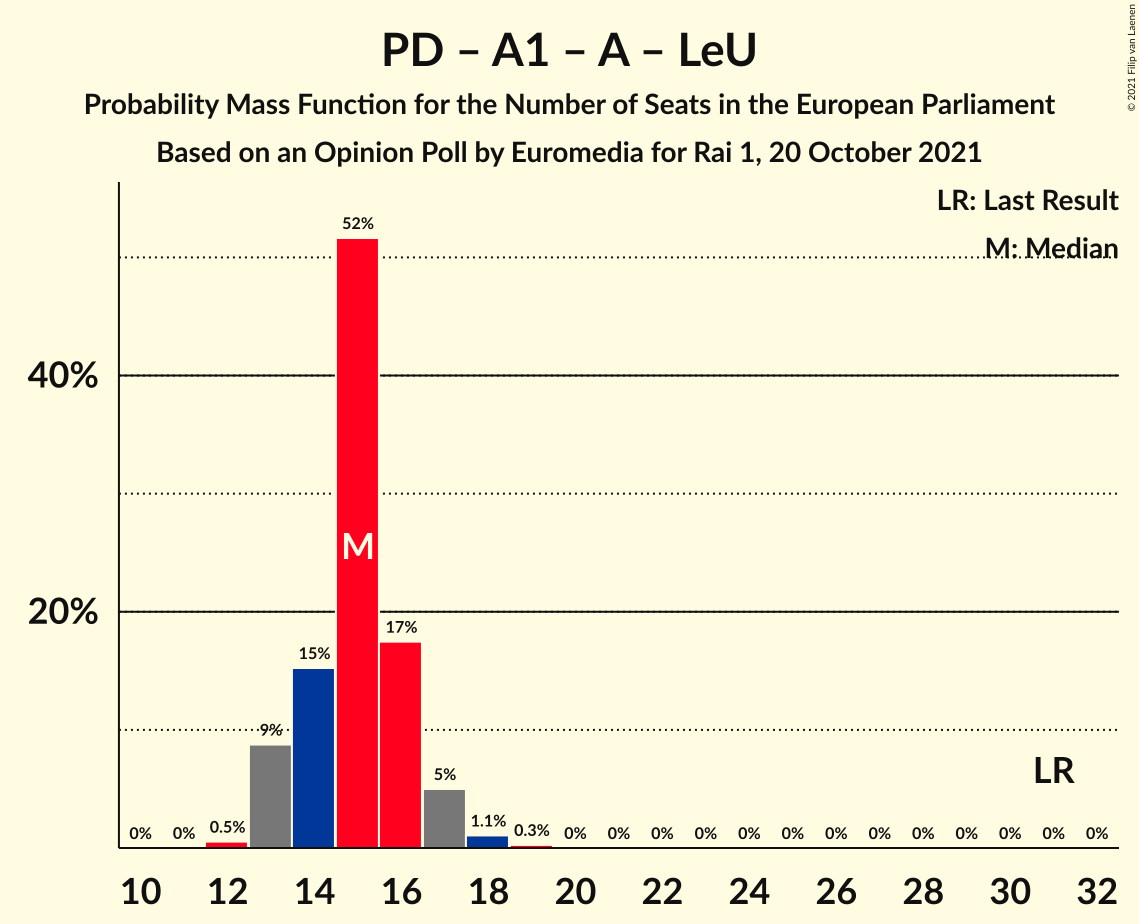 PD – A1 – A – LeU
Probability Mass Function for the Number of Seats in the European Parliament
Based on an Opinion Poll by Euromedia for Rai 1, 20 October 2021
© 2021 Filip van Laenen
LR: Last Result
M: Median
40%
20%
0% 0% 0.5% 9% 15% 52% 17% 5% 1.1% 0.3% 0% 0% 0% 0% 0% 0% 0% 0% 0% 0% 0% 0% 0%
M
LR
10 12 14 16 18 20 22 24 26 28 30 32